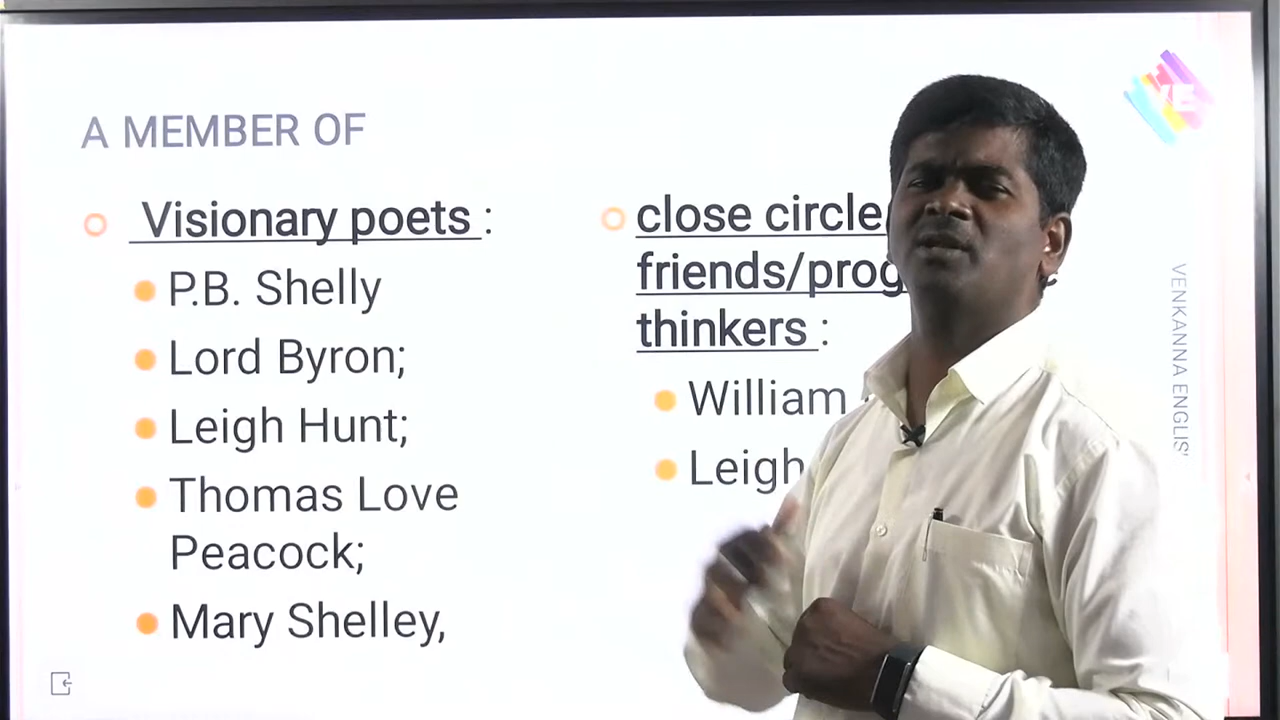 A MEMBER OF
Visionary poets :
P.B. Shelly
Lord Byron;
Leigh Hunt;
Thomas Love
Peacock;
Mary Shelley,
close circle
friends/prog
thinkers :
William
Leigh
YE
VENKANNA ENGLIS'